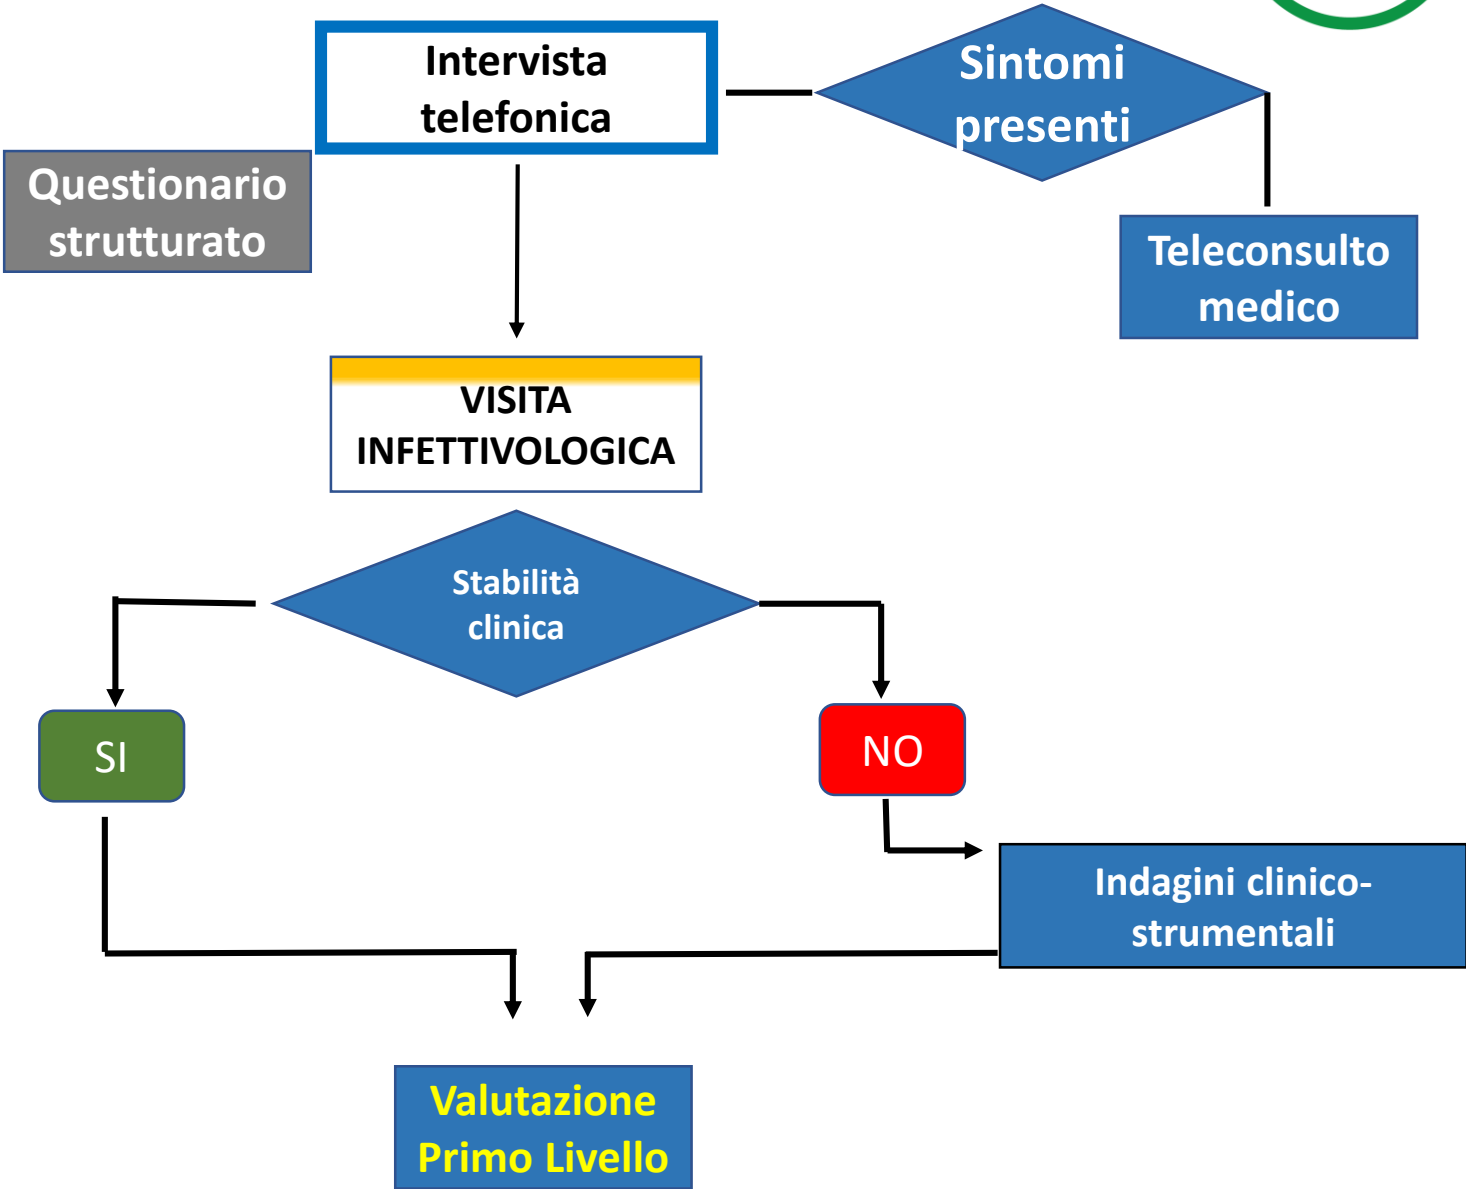 Intervista
telefonica
Sintomi
presenti
Questionario
strutturato
Teleconsulto
medico
VISITA
INFETTIVOLOGICA
Stabilità
clinica
SI
NO
Indagini clinico-
strumentali
Valutazione
Primo Livello